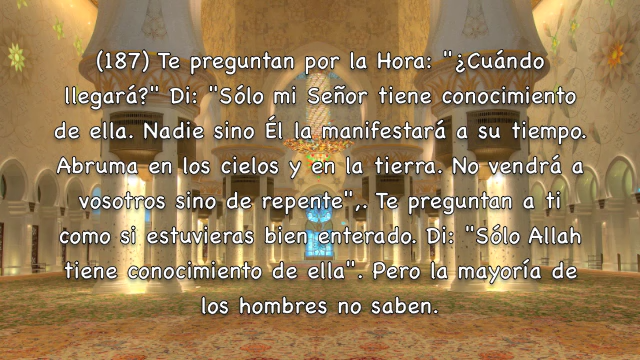 (187) Te preguntan por la Hora: "¿Cuándo
llegará?" Di: "Sólo mi Señor tiene conocimiento
de ella. Nadie sino Él la manifestará a su tiempo.
Abruma en los cielos y en la tierra. No vendrá a
vosotros sino de repente",. Te preguntan a ti
como si estuvieras bien enterado. Di: "Sólo Allah
tiene conocimiento de ella". Pero la mayoría de
los hombres no saben.